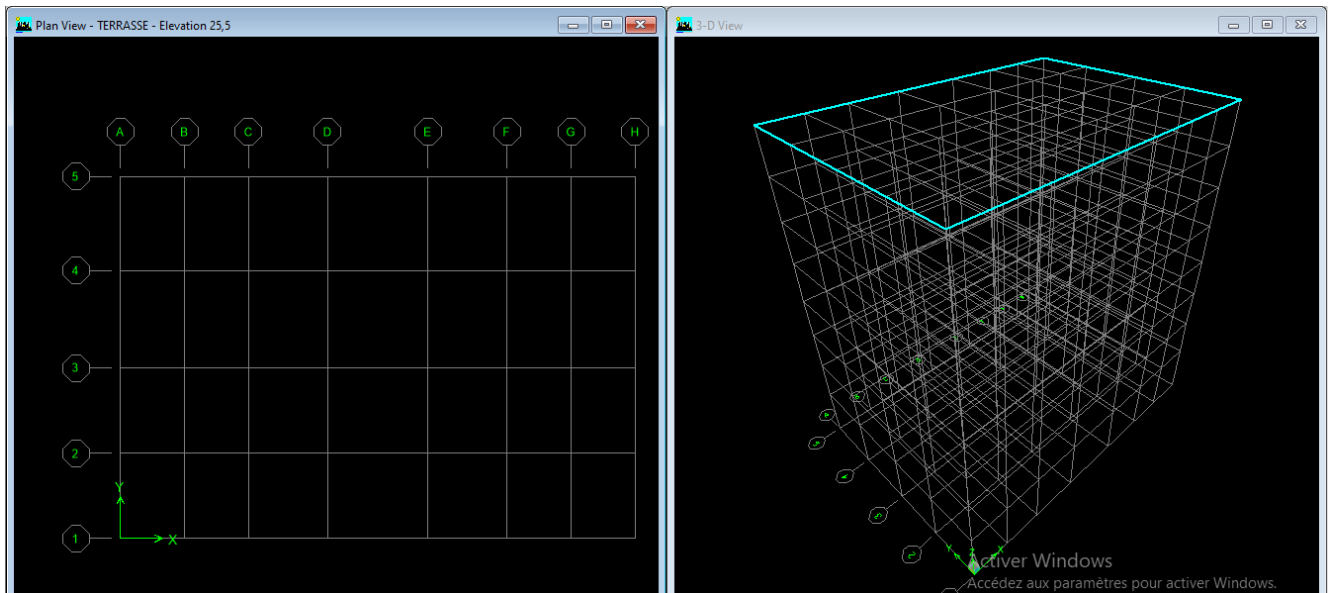 Plan View - TERRASSE - Elevation 25,5
A B C D E F G H
5
4
3
2
1
Y
X
3-D View
Y Z X
2
Activer Windows
Accédez aux paramètres pour activer Windows.